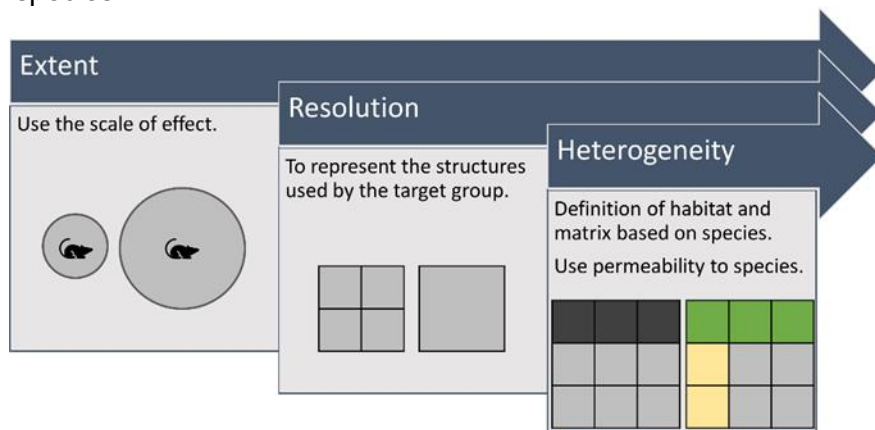 Extent
Use the scale of effect.
Resolution
To represent the structures
used by the target group.
Heterogeneity
Definition of habitat and
matrix based on species.
Use permeability to species.